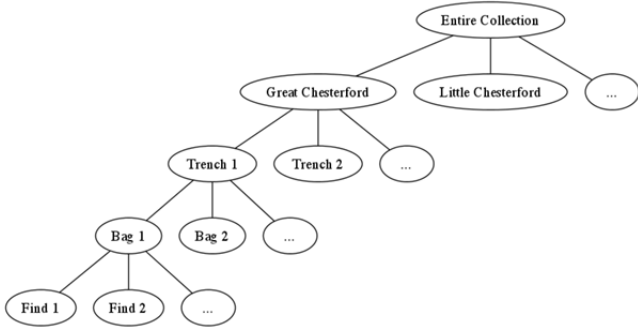 Entire Collection
Great Chesterford Little Chesterford ...
Trench 1 Trench 2 ...
Bag 1 Bag 2 ...
Find 1 Find 2 ...